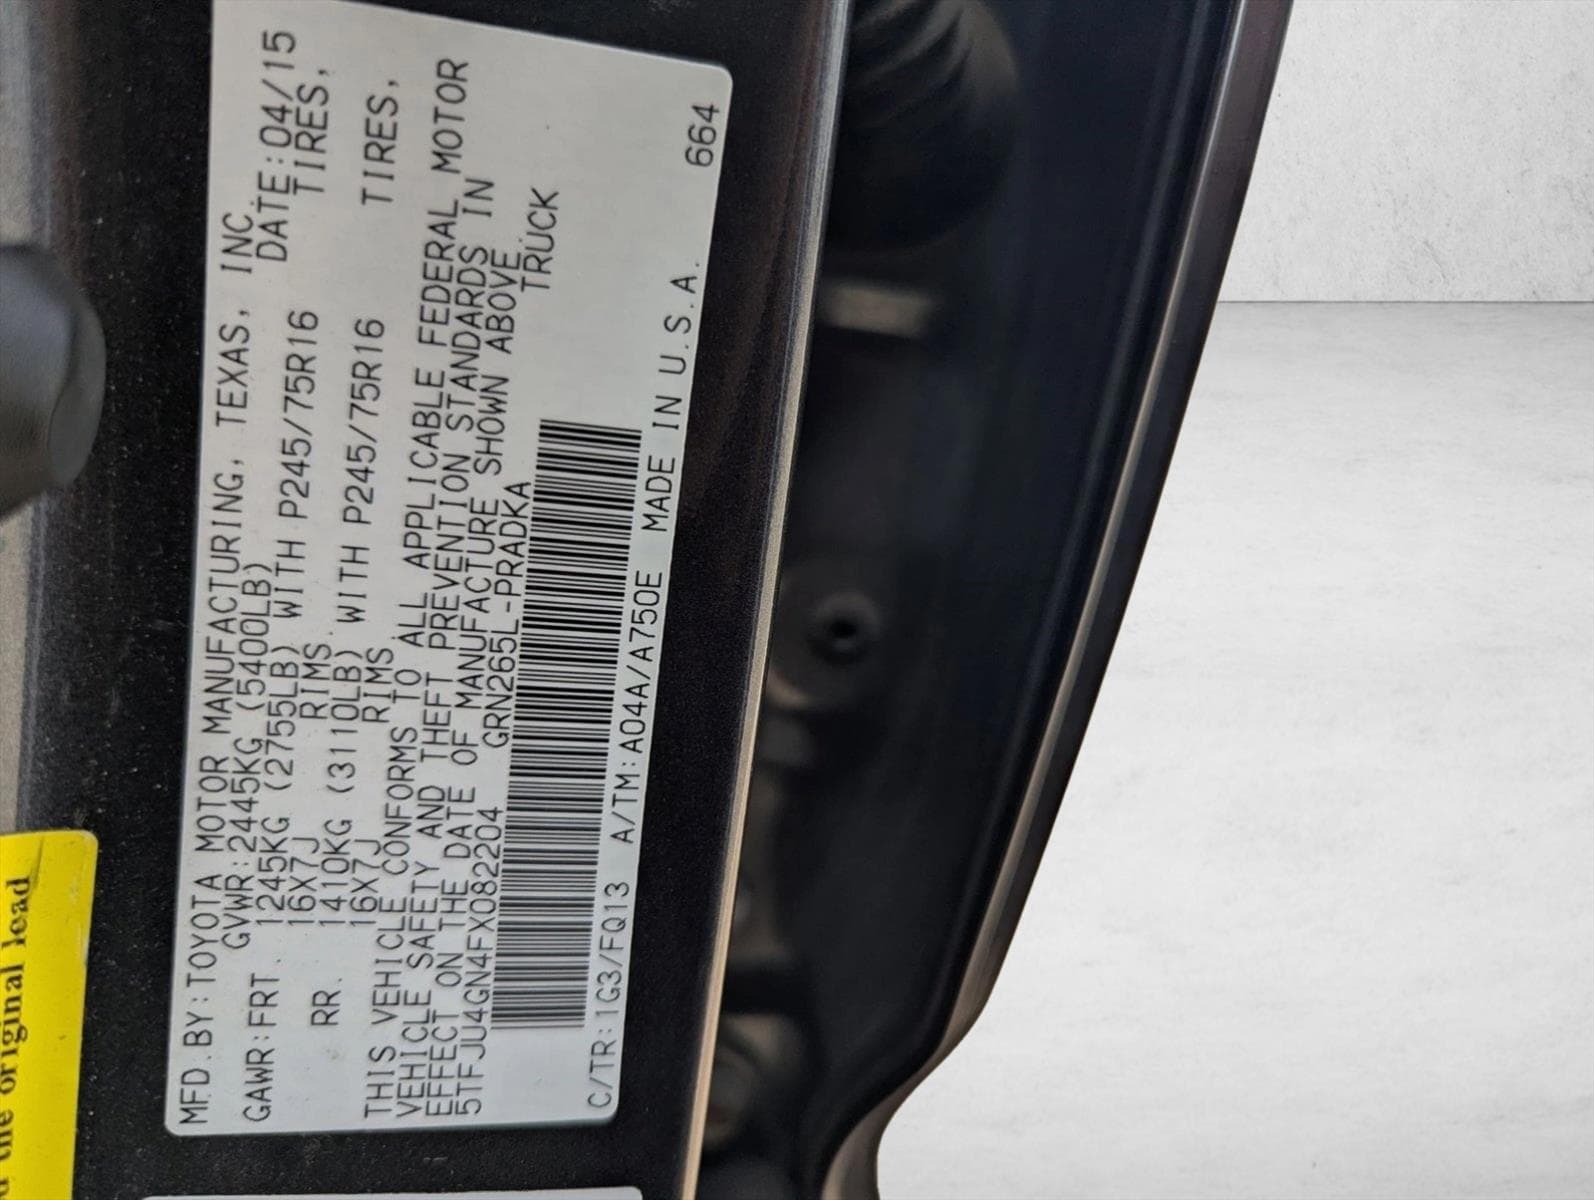 MFD.BY:TOYOTA MOTOR MANUFACTURING, TEXAS, INC.
GVWR:2445KG (5400LB) DATE:04/15
GAWR:FRT. 1245KG (2755LB) WITH P245/75R16 TIRES,
16X7J RIMS.
RR. 1410KG (3110LB) WITH P245/75R16 TIRES,
16X7J RIMS.
THIS VEHICLE CONFORMS TO ALL APPLICABLE FEDERAL MOTOR
VEHICLE SAFETY AND THEFT PREVENTION STANDARDS IN
EFFECT ON THE DATE OF MANUFACTURE SHOWN ABOVE.
5TFJU4GN4FX082204 GRN265L-PRADKA TRUCK
C/TR:1G3/FQ13 A/TM:A04A/A750E MADE IN U.S.A. 664
the original lead